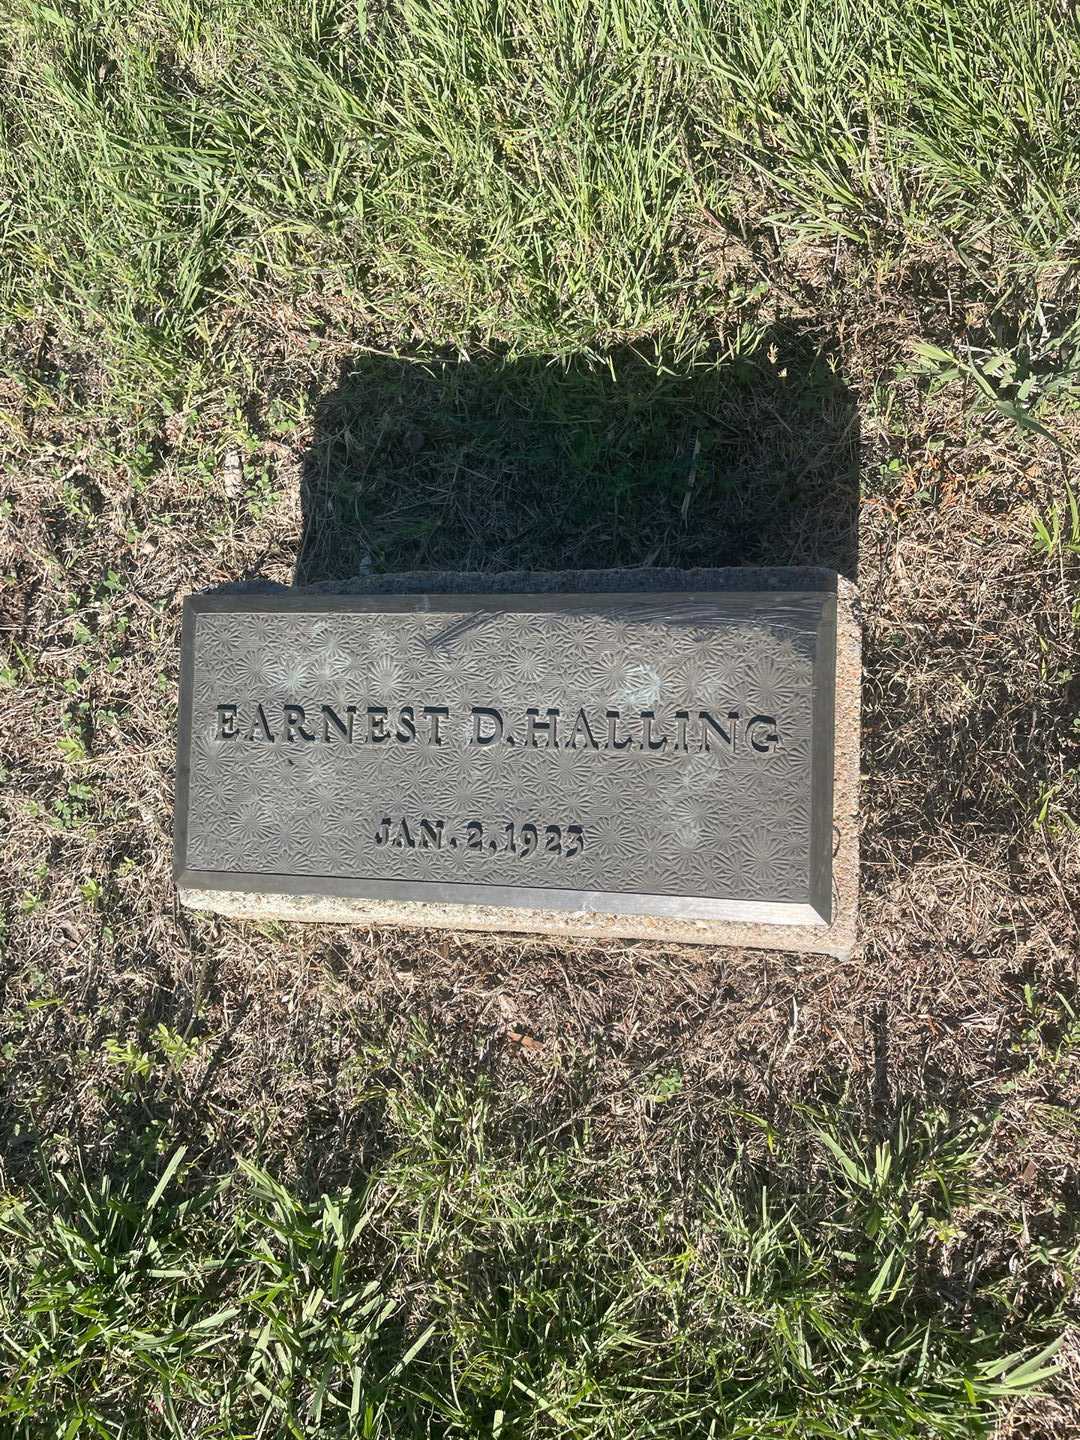 EARNEST D. HALLING
JAN. 2, 1923